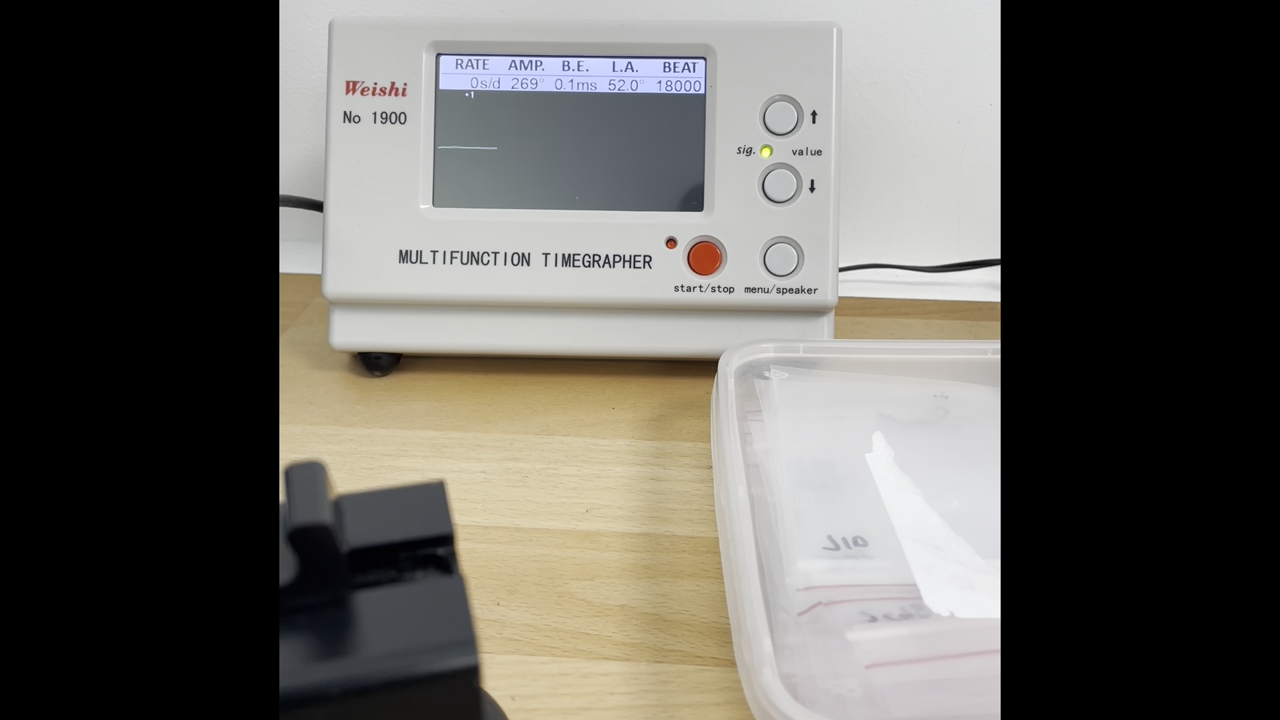 RATE AMP. B.E. L.A. BEAT
0s/d 269° 0.1ms 52.0° 18000
1
Weishi
No 1900
↑
sig. value
↓
MULTIFUNCTION TIMEGRAPHER
start/stop menu/speaker